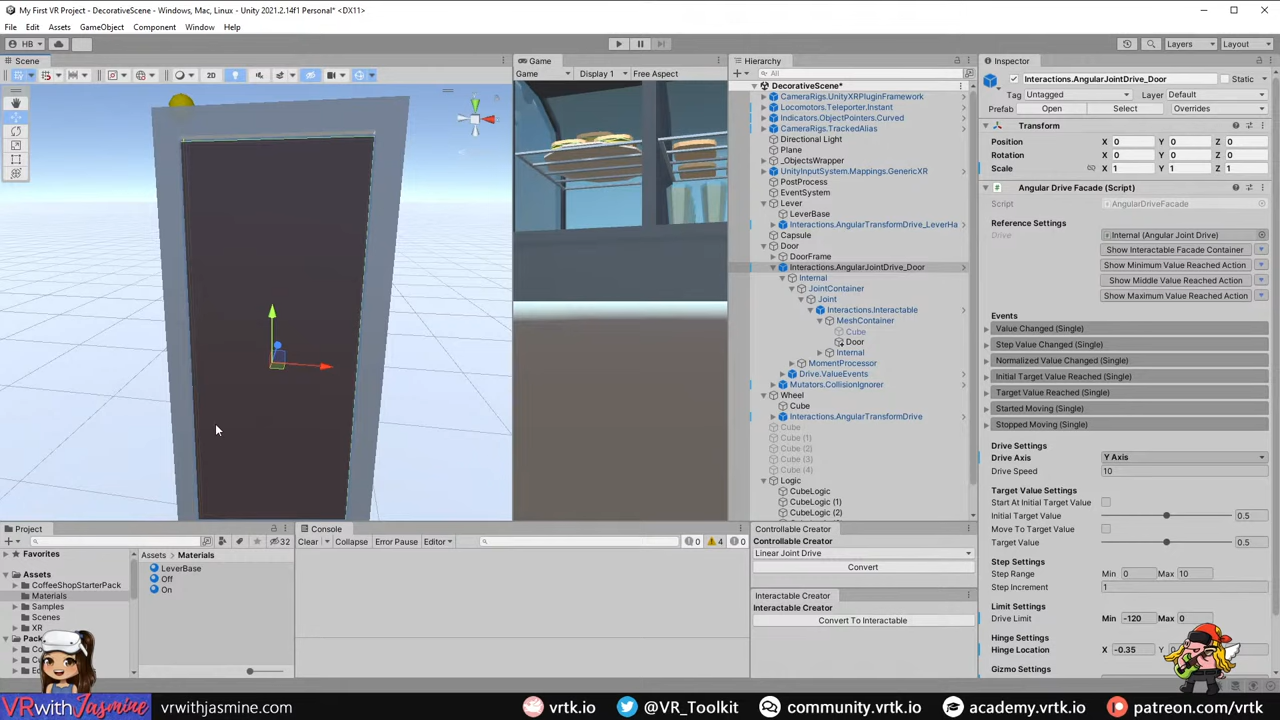 My First VR Project - DecorativeScene - Windows, Mac, Linux - Unity 2021.2.14f1 Personal* <DX11>
File Edit Assets GameObject Component Window Help
HB
Layers Layout
Scene
2D
Game
Game Display 1 Free Aspect
Hierarchy
All
DecorativeScene*
CameraRigs.UnityXRPluginFramework
Locomotors.Teleporter.Instant
Indicators.ObjectPointers.Curved
CameraRigs.TrackedAlias
Directional Light
Plane
_ObjectsWrapper
UnityInputSystem.Mappings.GenericXR
PostProcess
EventSystem
Lever
LeverBase
Interactions.AngularTransformDrive_LeverHa
Capsule
Door
DoorFrame
Interactions.AngularJointDrive_Door
Internal
JointContainer
Joint
Interactions.Interactable
MeshContainer
Cube
Door
Internal
MomentProcessor
Drive.ValueEvents
Mutators.CollisionIgnorer
Wheel
Cube
Interactions.AngularTransformDrive
Cube
Cube (1)
Cube (2)
Cube (3)
Cube (4)
Logic
CubeLogic
CubeLogic (1)
CubeLogic (2)
Inspector
Interactions.AngularJointDrive_Door Static
Tag Untagged Layer Default
Prefab Open Select Overrides
Transform
Position X 0 Y 0 Z 0
Rotation X 0 Y 0 Z 0
Scale X 1 Y 1 Z 1
Angular Drive Facade (Script)
Script AngularDriveFacade
Reference Settings
Drive Internal (Angular Joint Drive)
Show Interactable Facade Container
Show Minimum Value Reached Action
Show Middle Value Reached Action
Show Maximum Value Reached Action
Events
Value Changed (Single)
Step Value Changed (Single)
Normalized Value Changed (Single)
Initial Target Value Reached (Single)
Target Value Reached (Single)
Started Moving (Single)
Stopped Moving (Single)
Drive Settings
Drive Axis Y Axis
Drive Speed 10
Target Value Settings
Start At Initial Target Value
Initial Target Value 0.5
Move To Target Value
Target Value 0.5
Step Settings
Step Range Min 0 Max 10
Step Increment 1
Limit Settings
Drive Limit Min -120 Max 0
Hinge Settings
Hinge Location X -0.35
Gizmo Settings
Project
32
Favorites
Assets
CoffeeShopStarterPack
Materials
Samples
Scenes
XR
Assets > Materials
LeverBase
Off
On
Console
Clear Collapse Error Pause Editor 0 4 0
Controllable Creator
Controllable Creator
Linear Joint Drive
Convert
Interactable Creator
Interactable Creator
Convert To Interactable
VRwithJasmine vrwithjasmine.com vrtk.io @VR_Toolkit community.vrtk.io academy.vrtk.io patreon.com/vrtk